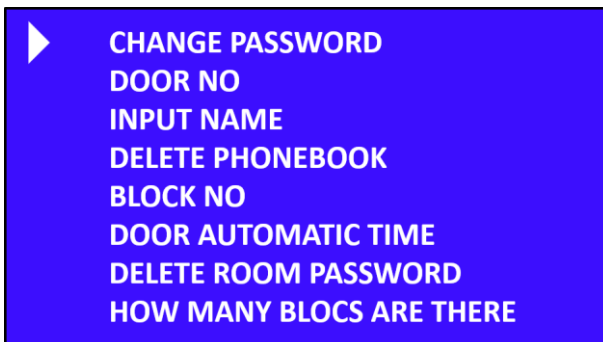 CHANGE PASSWORD
DOOR NO
INPUT NAME
DELETE PHONEBOOK
BLOCK NO
DOOR AUTOMATIC TIME
DELETE ROOM PASSWORD
HOW MANY BLOCS ARE THERE